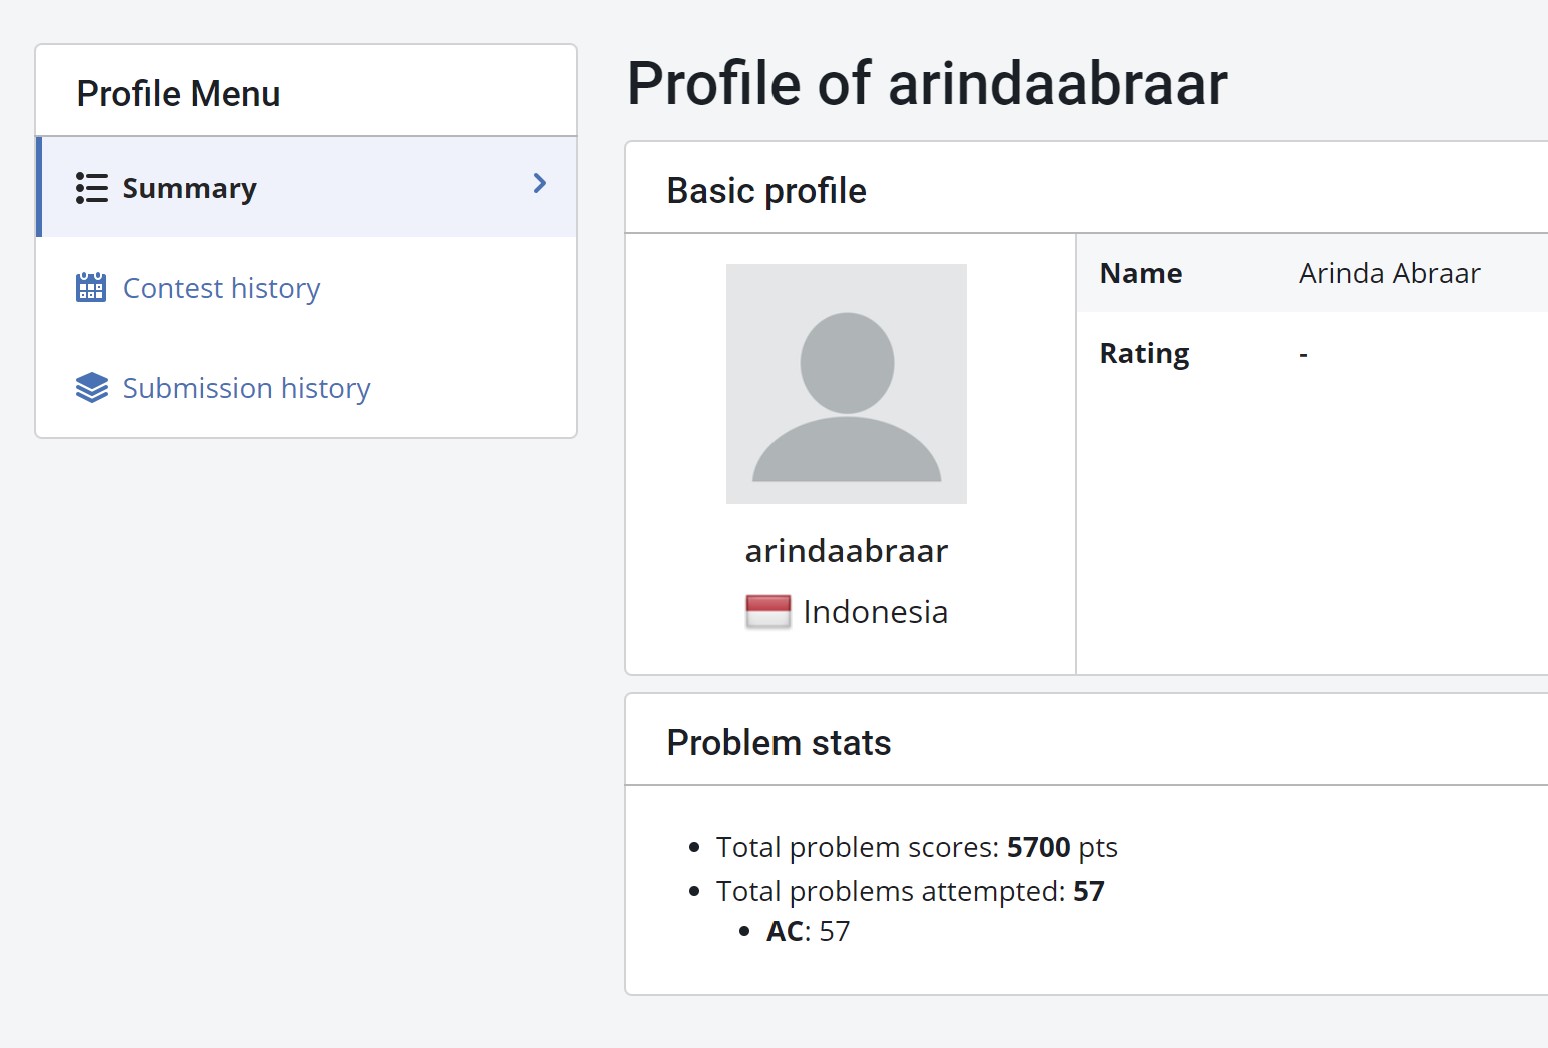 Profile Menu
Summary
Contest history
Submission history
Profile of arindaabraar
Basic profile
arindaabraar
Indonesia
Name Arinda Abraar
Rating -
Problem stats
Total problem scores: 5700 pts
Total problems attempted: 57
AC: 57